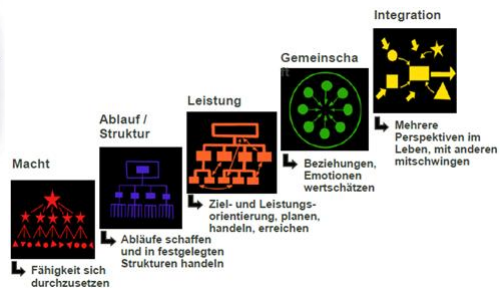 Integration
Gemeinscha
ft
Leistung
Ablauf /
Struktur
Macht
Mehrere
Perspektiven im
Leben, mit anderen
mitschwingen
Beziehungen,
Emotionen
wertschätzen
Ziel- und Leistungs-
orientierung, planen,
handeln, erreichen
Abläufe schaffen
und in festgelegten
Strukturen handeln
Fähigkeit sich
durchzusetzen